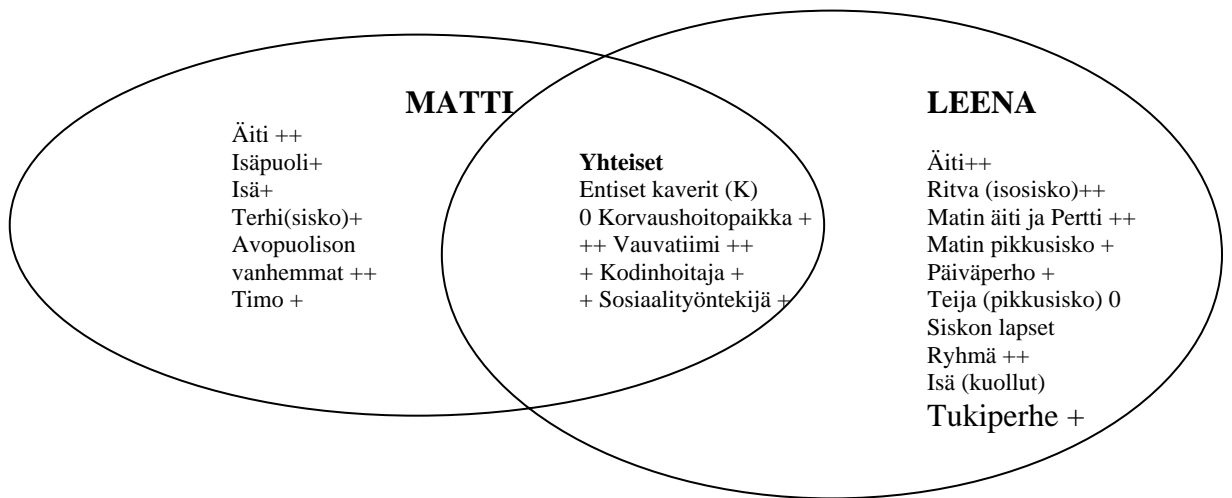 MATTI
Äiti ++
Isäpuoli+
Isä+
Terhi(sisko)+
Avopuolison
vanhemmat ++
Timo +
Yhteiset
Entiset kaverit (K)
0 Korvaushoitopaikka +
++ Vauvatiimi ++
+ Kodinhoitaja +
+ Sosiaalityöntekijä +
LEENA
Äiti++
Ritva (isosisko)++
Matin äiti ja Pertti ++
Matin pikkusisko +
Päiväperho +
Teija (pikkusisko) 0
Siskon lapset
Ryhmä ++
Isä (kuollut)
Tukiperhe +